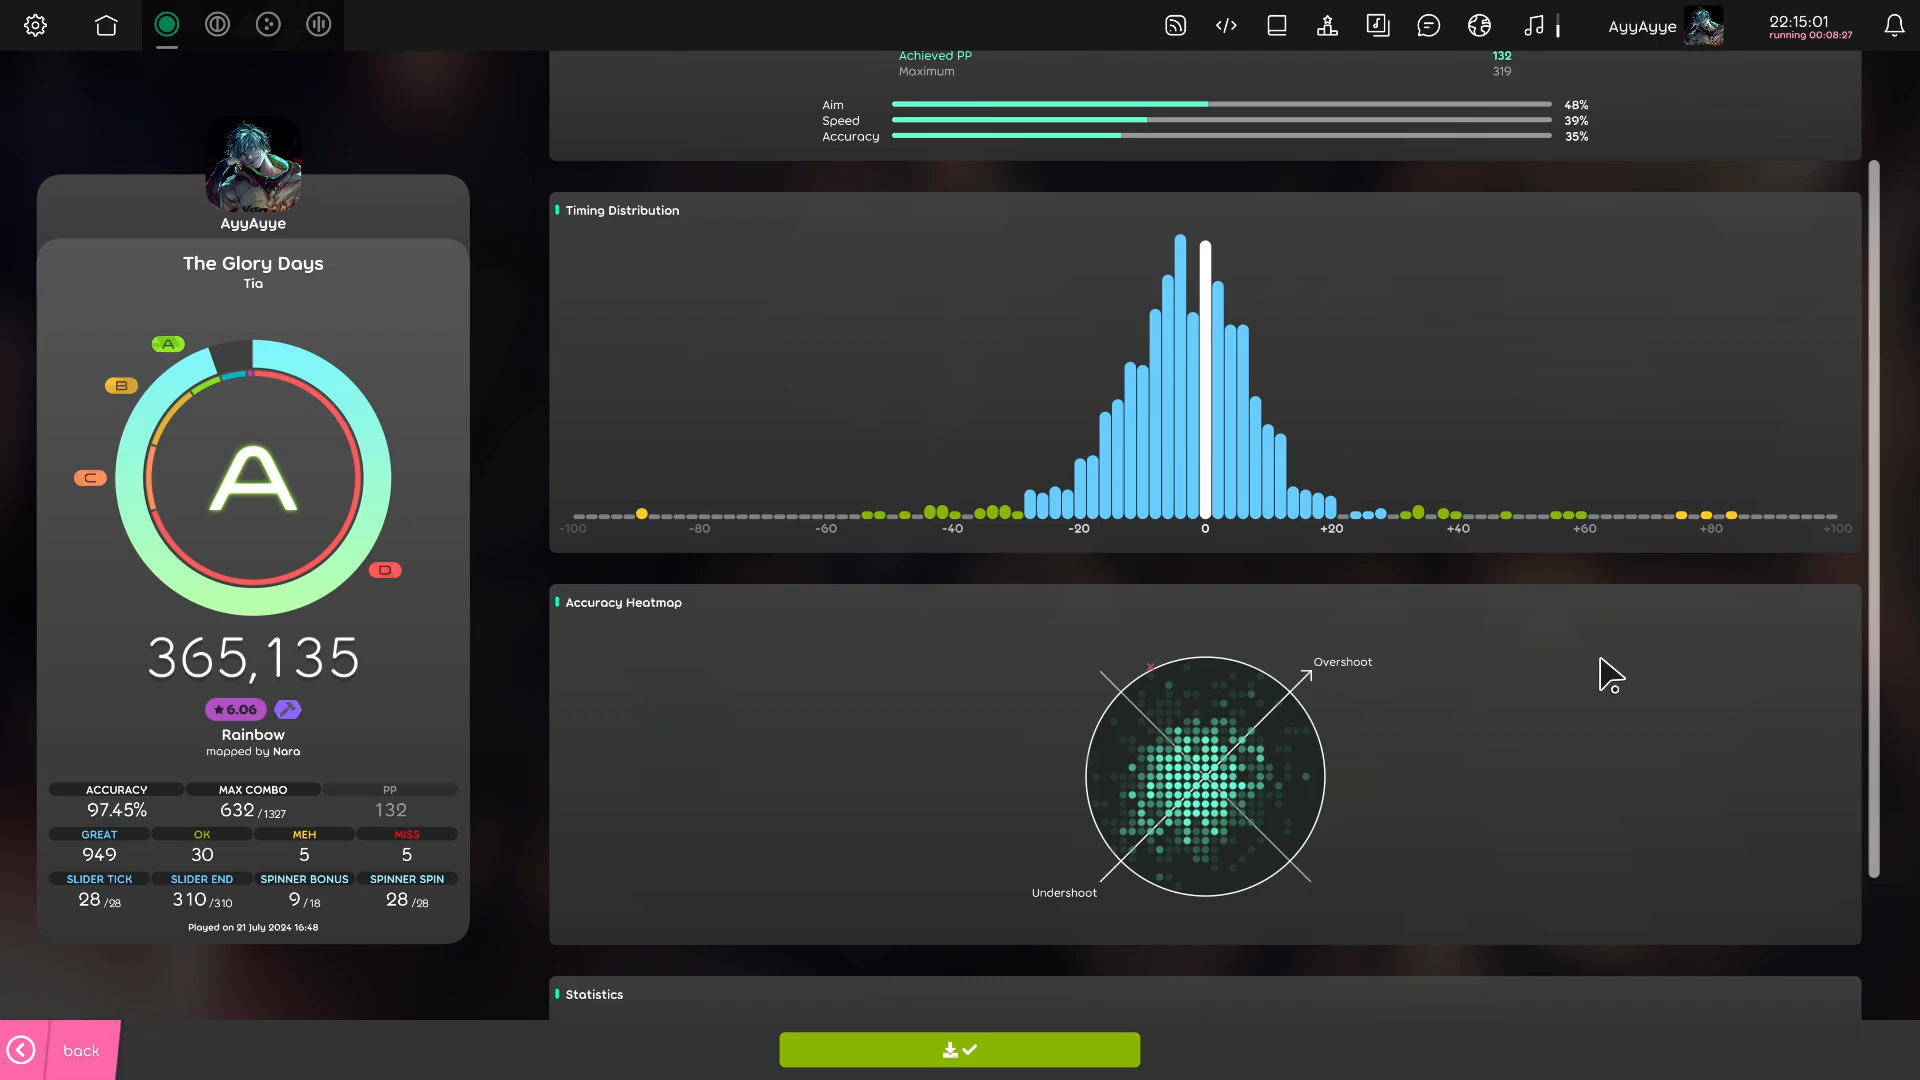 AyyAyye
22:15:01
running 00:08:27
Achieved PP 132
Maximum 319
Aim 48%
Speed 39%
Accuracy 35%
AyyAyye
The Glory Days
Tia
A
B
C
D
A
365,135
6.06
Rainbow
mapped by Nara
ACCURACY MAX COMBO PP
97.45% 632 /1327 132
GREAT OK MEH MISS
949 30 5 5
SLIDER TICK SLIDER END SPINNER BONUS SPINNER SPIN
28 /28 310 /310 9 /18 28 /28
Played on 21 July 2024 16:48
Timing Distribution
-100 -80 -60 -40 -20 0 +20 +40 +60 +80 +100
Accuracy Heatmap
Overshoot
Undershoot
Statistics
back